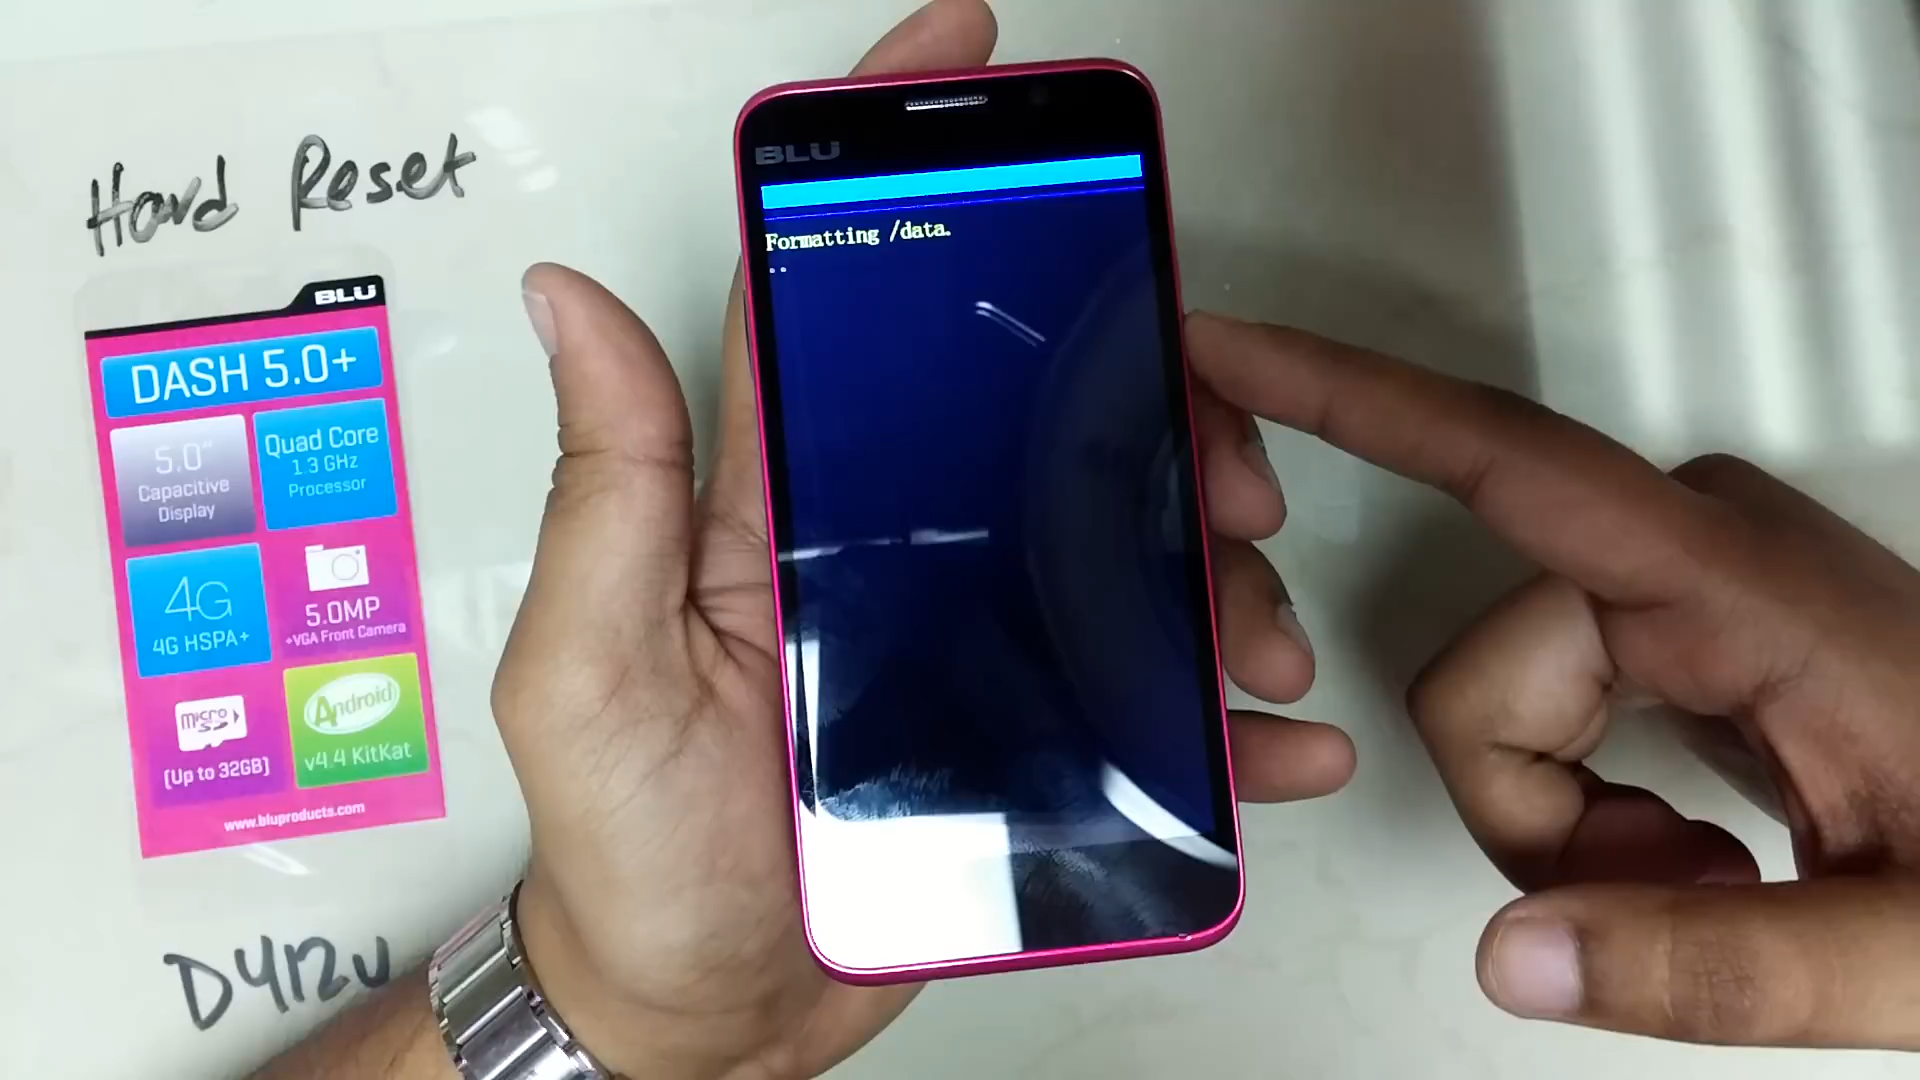 Hard Reset
BLU
DASH 5.0+
5.0"
Capacitive
Display
Quad Core
1.3 GHz
Processor
4G
4G HSPA+
5.0MP
+VGA Front Camera
micro
SD
(Up to 32GB)
Android
v4.4 KitKat
www.bluproducts.com
D412U
BLU
Formatting /data.
..